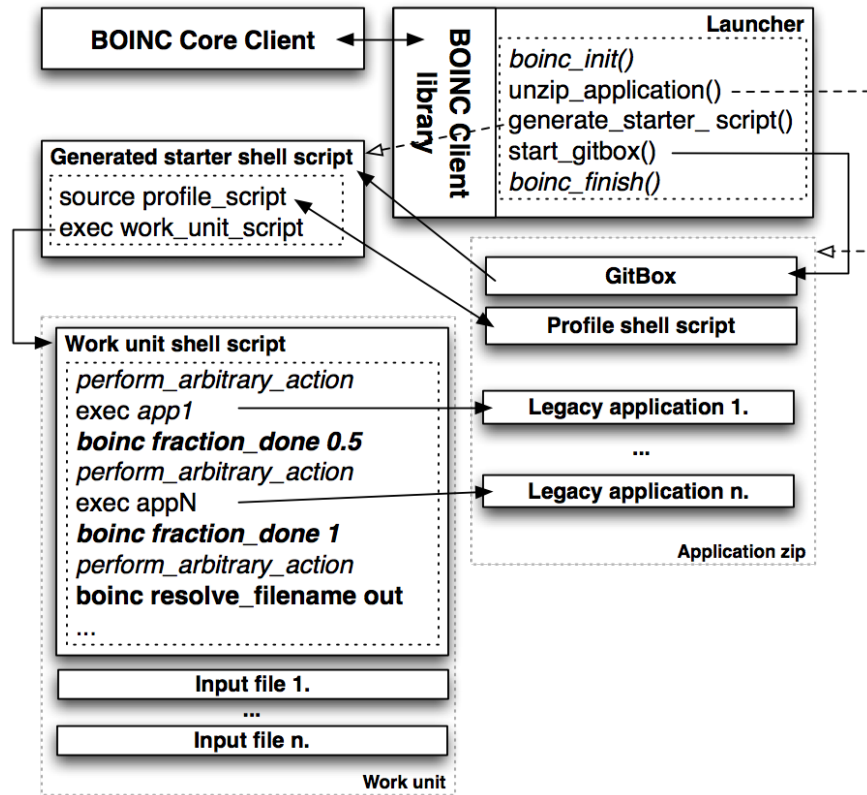 BOINC Core Client
BOINC Client
library
Launcher
boinc_init()
unzip_application()
generate_starter_ script()
start_gitbox()
boinc_finish()
Generated starter shell script
source profile_script
exec work_unit_script
GitBox
Profile shell script
Legacy application 1.
...
Legacy application n.
Application zip
Work unit shell script
perform_arbitrary_action
exec app1
boinc fraction_done 0.5
perform_arbitrary_action
exec appN
boinc fraction_done 1
perform_arbitrary_action
boinc resolve_filename out
...
Input file 1.
...
Input file n.
Work unit